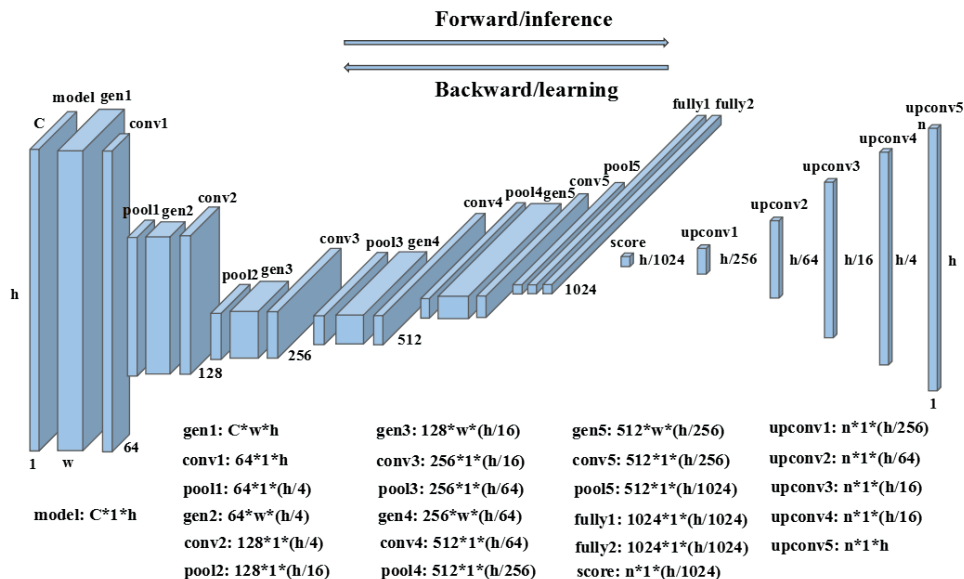 Forward/inference
Backward/learning
C
model
gen1
conv1
h
1
w
64
pool1
gen2
conv2
128
pool2
gen3
conv3
256
pool3
gen4
conv4
512
pool4
gen5
conv5
pool5
fully1
fully2
1024
score
h/1024
upconv1
h/256
upconv2
h/64
upconv3
h/16
upconv4
h/4
upconv5
n
h
1
model: C*1*h
gen1: C*w*h
conv1: 64*1*h
pool1: 64*1*(h/4)
gen2: 64*w*(h/4)
conv2: 128*1*(h/4)
pool2: 128*1*(h/16)
gen3: 128*w*(h/16)
conv3: 256*1*(h/16)
pool3: 256*1*(h/64)
gen4: 256*w*(h/64)
conv4: 512*1*(h/64)
pool4: 512*1*(h/256)
gen5: 512*w*(h/256)
conv5: 512*1*(h/256)
pool5: 512*1*(h/1024)
fully1: 1024*1*(h/1024)
fully2: 1024*1*(h/1024)
score: n*1*(h/1024)
upconv1: n*1*(h/256)
upconv2: n*1*(h/64)
upconv3: n*1*(h/16)
upconv4: n*1*(h/16)
upconv5: n*1*h